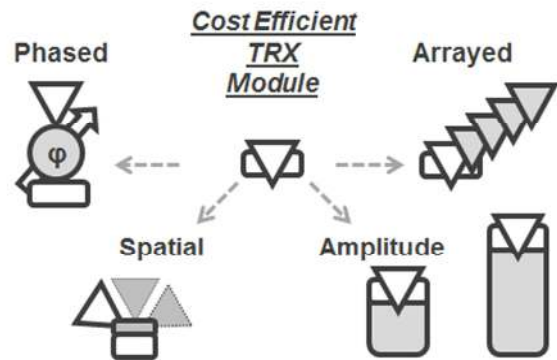 Cost Efficient
TRX
Module
Phased
Arrayed
φ
Spatial
Amplitude